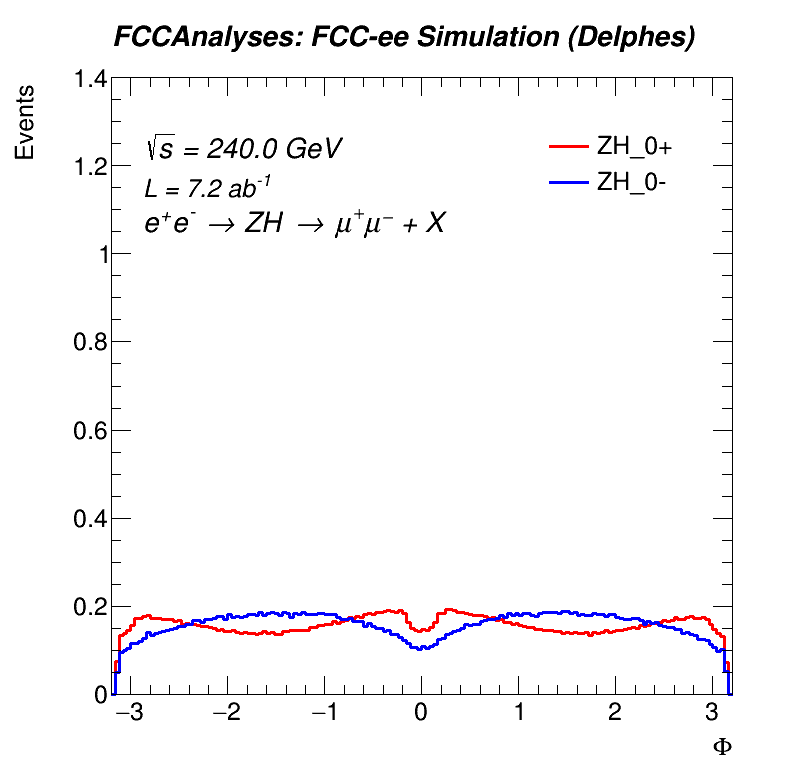 FCCAnalyses: FCC-ee Simulation (Delphes)
Events
√s = 240.0 GeV
L = 7.2 ab⁻¹
e⁺e⁻ → ZH → μ⁺μ⁻ + X
ZH_0+
ZH_0-
1.4
1.2
1
0.8
0.6
0.4
0.2
0
−3 −2 −1 0 1 2 3
Φ